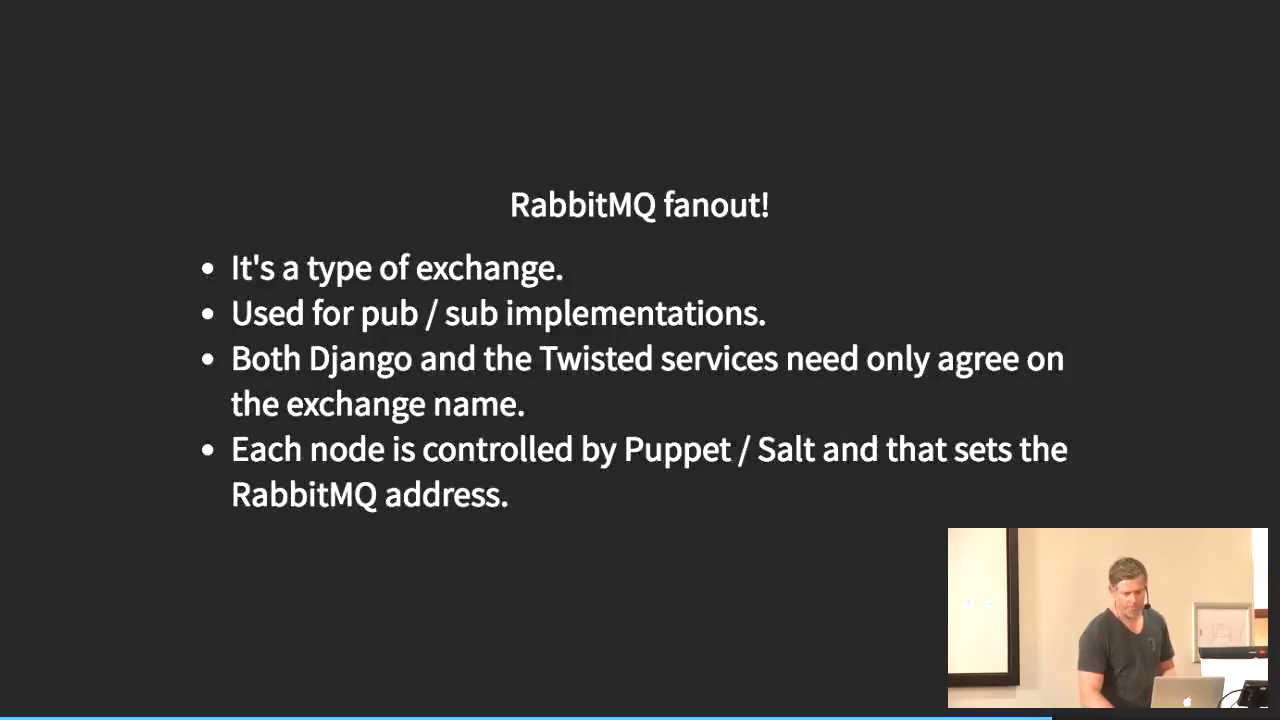 RabbitMQ fanout!
It's a type of exchange.
Used for pub / sub implementations.
Both Django and the Twisted services need only agree on
the exchange name.
Each node is controlled by Puppet / Salt and that sets the
RabbitMQ address.